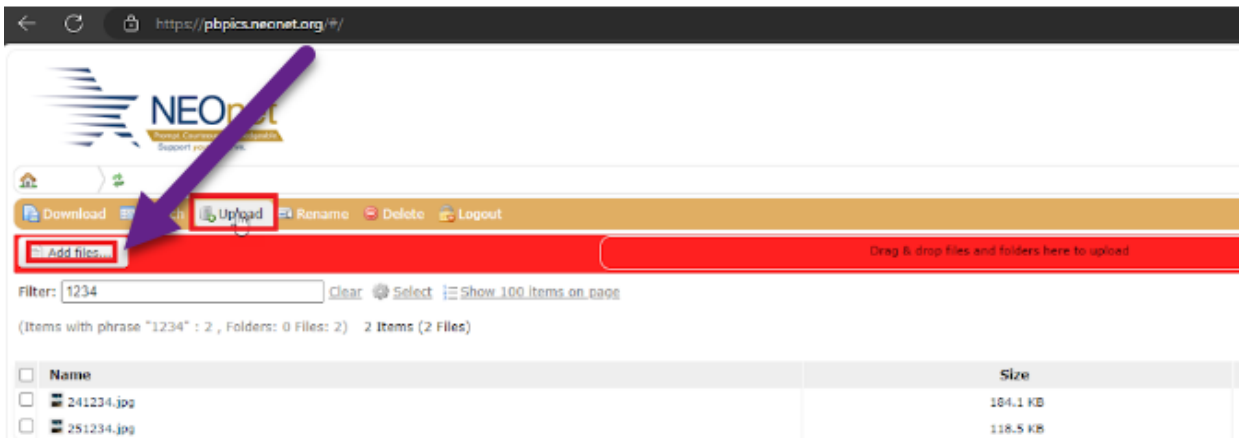 https://pbpics.neonet.org/#/
NEOnet
Support
Download Upload Rename Delete Logout
Add files... Drag & drop files and folders here to upload
Filter: 1234 Clear Select Show 100 items on page
(Items with phrase "1234" : 2 , Folders: 0 Files: 2) 2 Items (2 Files)
Name Size
241234.jpg 184.1 KB
251234.jpg 118.5 KB